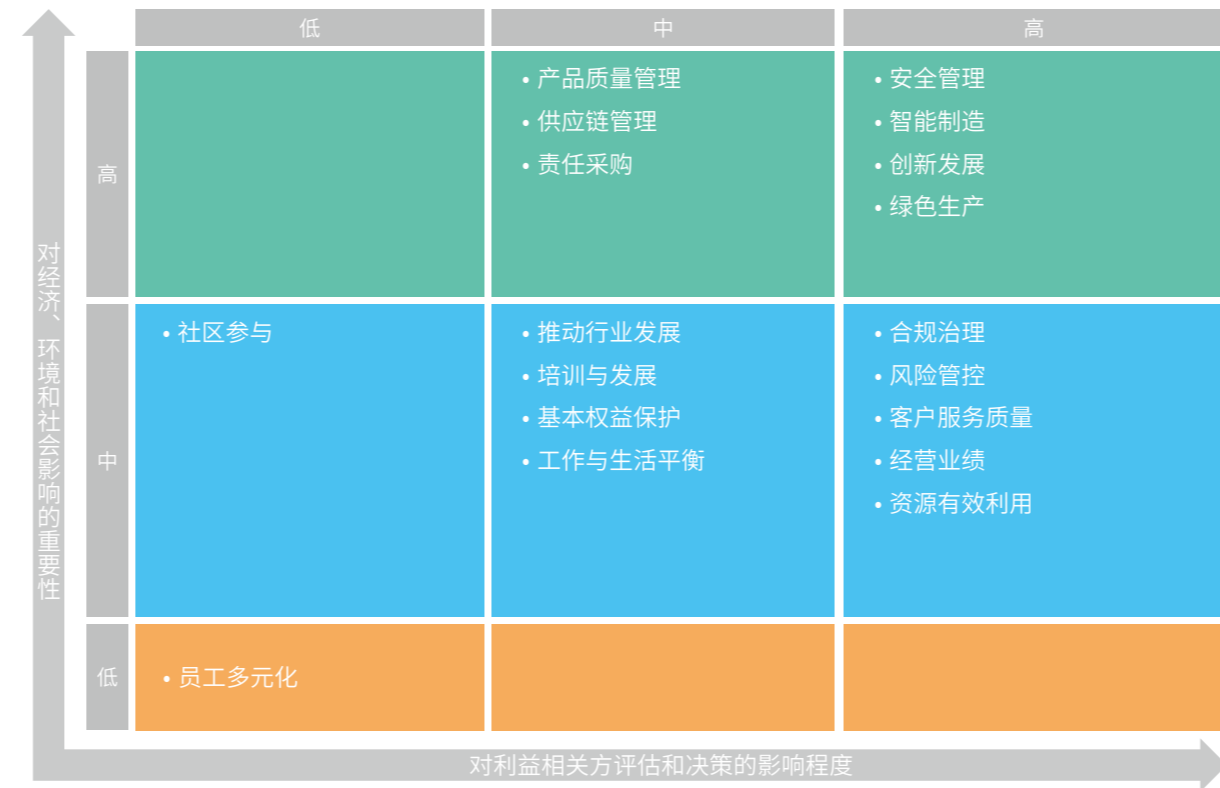 低
中
高
高
• 产品质量管理
• 供应链管理
• 责任采购
• 安全管理
• 智能制造
• 创新发展
• 绿色生产
对经济、环境和社会影响的重要性
中
• 社区参与
• 推动行业发展
• 培训与发展
• 基本权益保护
• 工作与生活平衡
• 合规治理
• 风险管控
• 客户服务质量
• 经营业绩
• 资源有效利用
低
• 员工多元化
对利益相关方评估和决策的影响程度